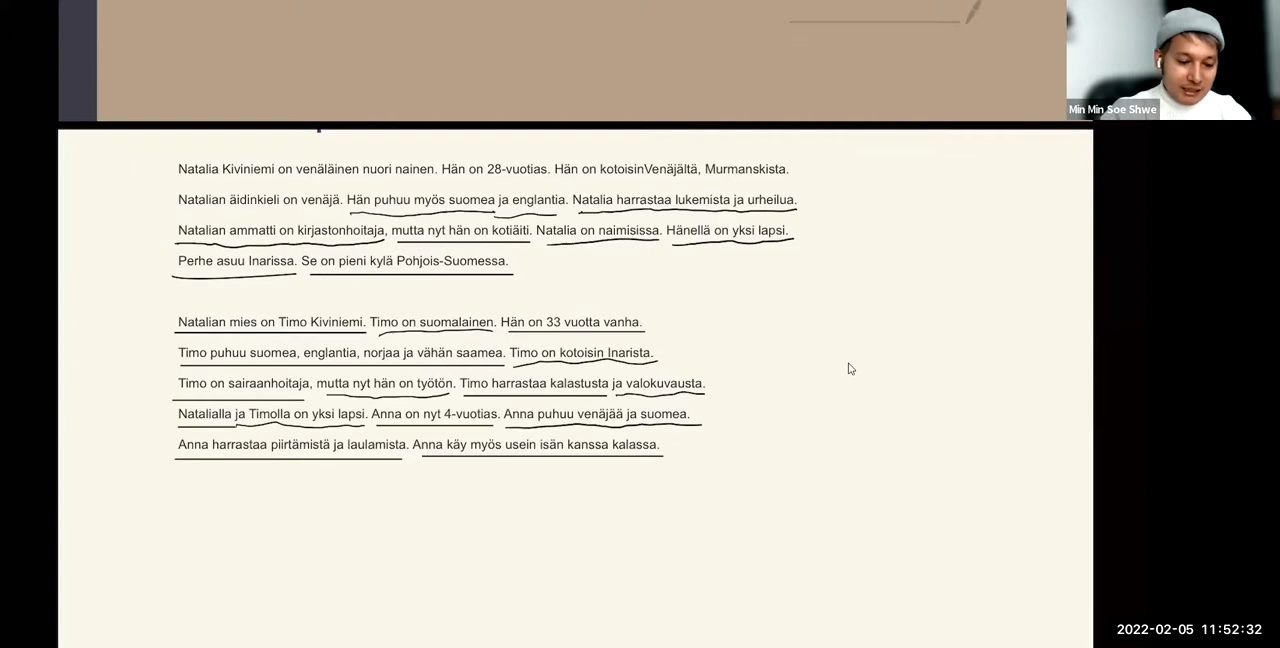 Min Min Soe Shwe
Natalia Kiviniemi on venäläinen nuori nainen. Hän on 28-vuotias. Hän on kotoisinVenäjältä, Murmanskista.
Natalian äidinkieli on venäjä. Hän puhuu myös suomea ja englantia. Natalia harrastaa lukemista ja urheilua.
Natalian ammatti on kirjastonhoitaja, mutta nyt hän on kotiäiti. Natalia on naimisissa. Hänellä on yksi lapsi.
Perhe asuu Inarissa. Se on pieni kylä Pohjois-Suomessa.
Natalian mies on Timo Kiviniemi. Timo on suomalainen. Hän on 33 vuotta vanha.
Timo puhuu suomea, englantia, norjaa ja vähän saamea. Timo on kotoisin Inarista.
Timo on sairaanhoitaja, mutta nyt hän on työtön. Timo harrastaa kalastusta ja valokuvausta.
Natalialla ja Timolla on yksi lapsi. Anna on nyt 4-vuotias. Anna puhuu venäjää ja suomea.
Anna harrastaa piirtämistä ja laulamista. Anna käy myös usein isän kanssa kalassa.
2022-02-05 11:52:32